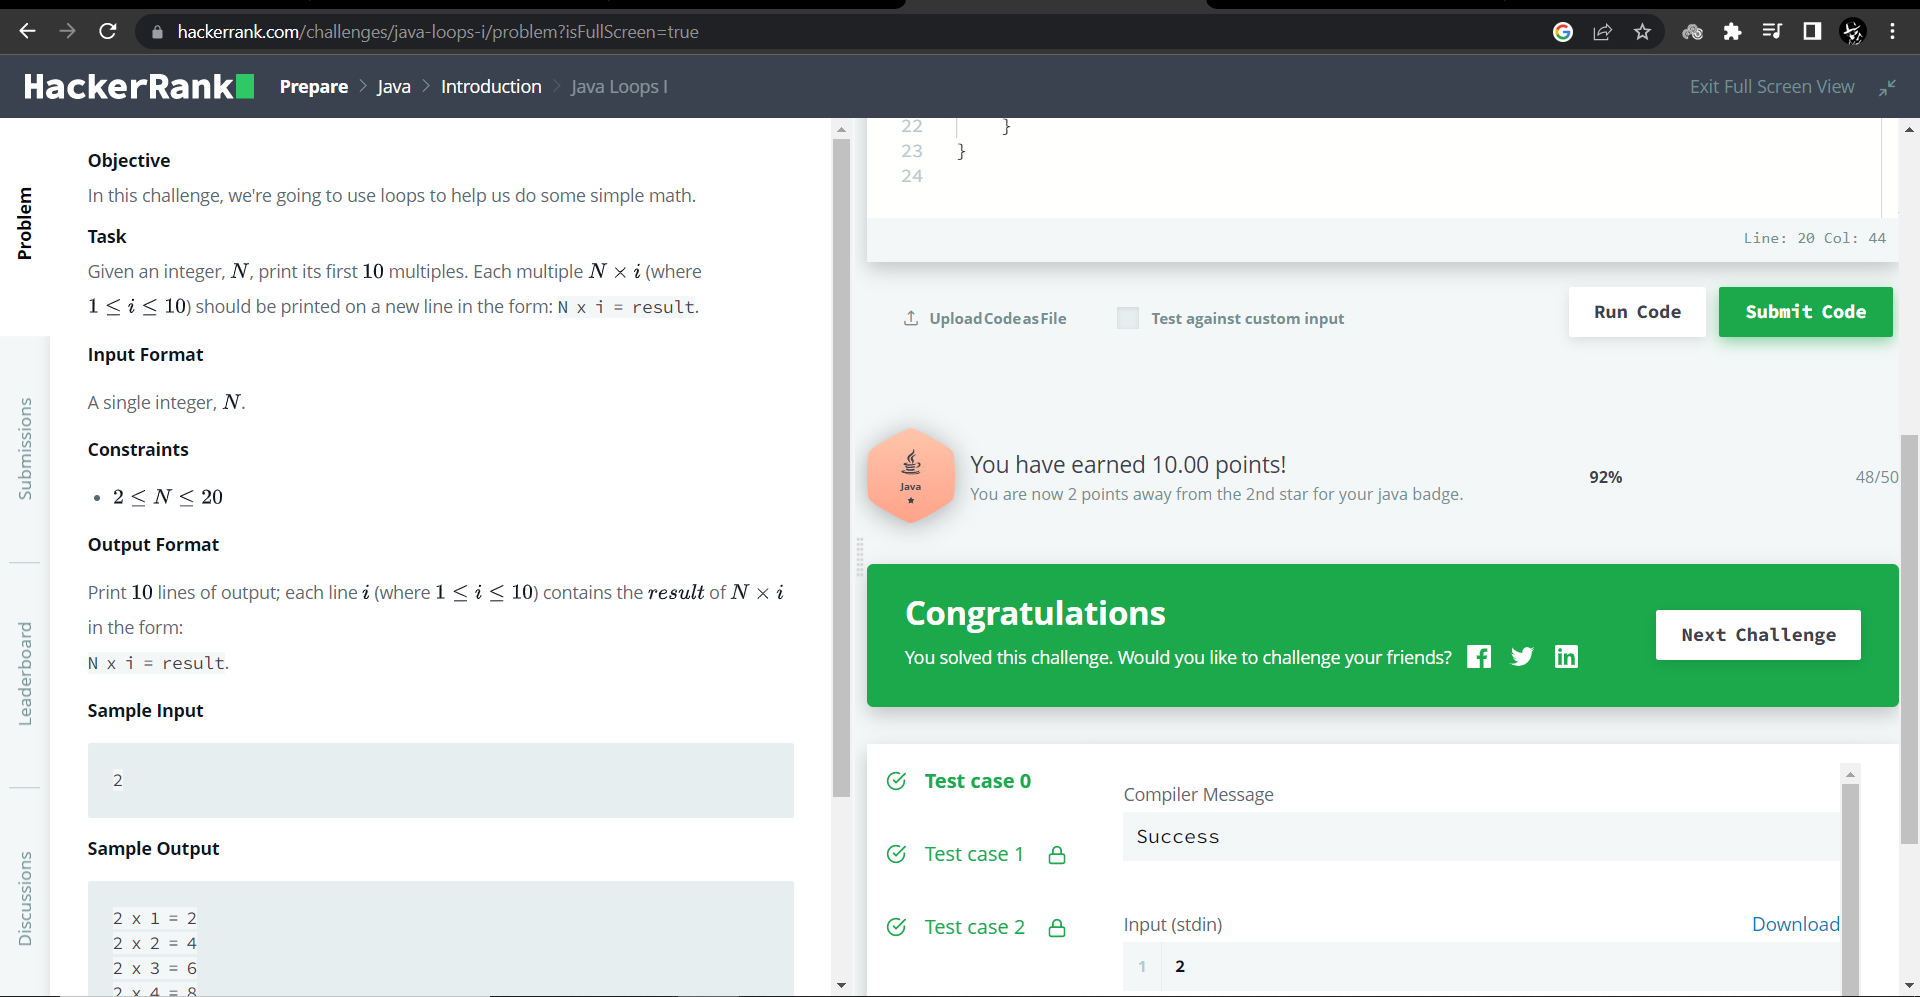 hackerrank.com/challenges/java-loops-i/problem?isFullScreen=true
HackerRank
Prepare > Java > Introduction > Java Loops I
Exit Full Screen View
Problem
Submissions
Leaderboard
Discussions
Objective
In this challenge, we're going to use loops to help us do some simple math.
Task
Given an integer, N, print its first 10 multiples. Each multiple N × i (where
1 ≤ i ≤ 10) should be printed on a new line in the form: N x i = result.
Input Format
A single integer, N.
Constraints
• 2 ≤ N ≤ 20
Output Format
Print 10 lines of output; each line i (where 1 ≤ i ≤ 10) contains the result of N × i
in the form:
N x i = result.
Sample Input
2
Sample Output
2 x 1 = 2
2 x 2 = 4
2 x 3 = 6
2 x 4 = 8
22 }
23 }
24
Line: 20 Col: 44
Upload Code as File
Test against custom input
Run Code
Submit Code
Java
You have earned 10.00 points!
You are now 2 points away from the 2nd star for your java badge.
92%
48/50
Congratulations
You solved this challenge. Would you like to challenge your friends?
Next Challenge
Test case 0
Test case 1
Test case 2
Compiler Message
Success
Input (stdin)
Download
1 2